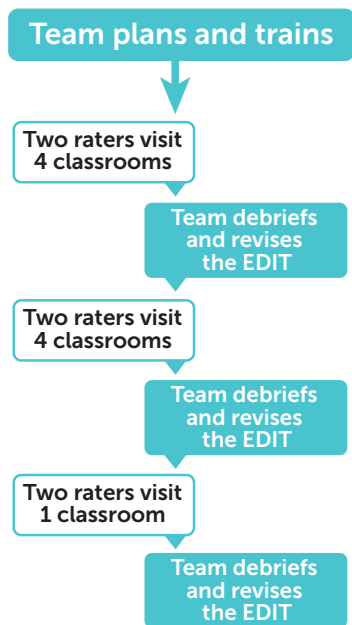 Team plans and trains
Two raters visit
4 classrooms
Team debriefs
and revises
the EDIT
Two raters visit
4 classrooms
Team debriefs
and revises
the EDIT
Two raters visit
1 classroom
Team debriefs
and revises
the EDIT